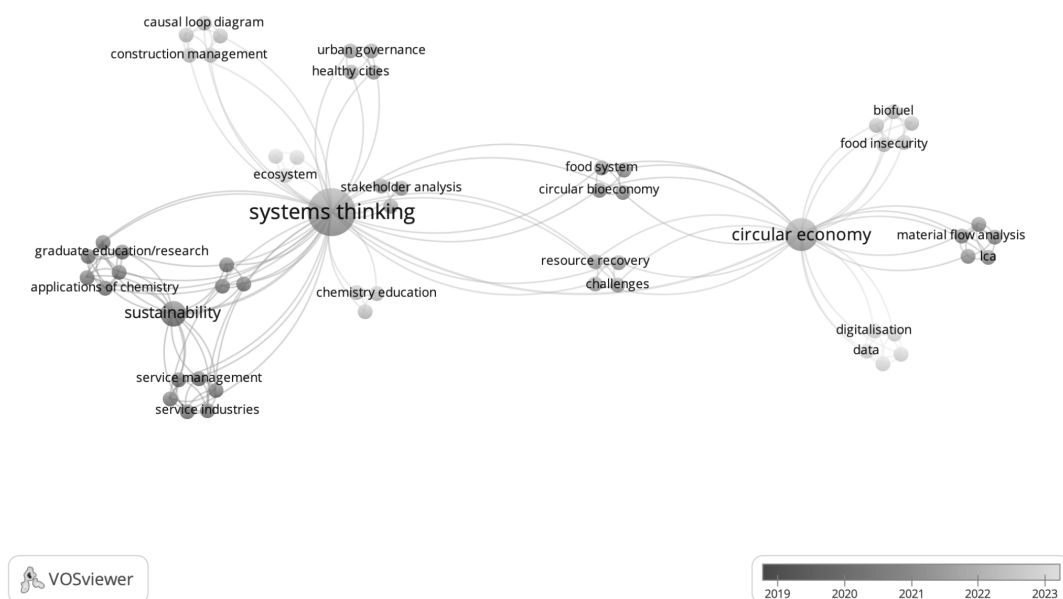 causal loop diagram
construction management
urban governance
healthy cities
ecosystem
stakeholder analysis
systems thinking
graduate education/research
applications of chemistry
sustainability
chemistry education
service management
service industries
food system
circular bioeconomy
resource recovery
challenges
biofuel
food insecurity
circular economy
material flow analysis
lca
digitalisation
data
VOSviewer
2019 2020 2021 2022 2023